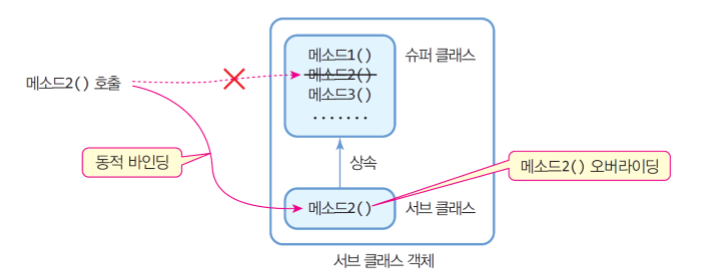 메소드1()
슈퍼 클래스
메소드2()
메소드3()
.......
메소드2() 호출
동적 바인딩
상속
메소드2() 오버라이딩
메소드2()
서브 클래스
서브 클래스 객체